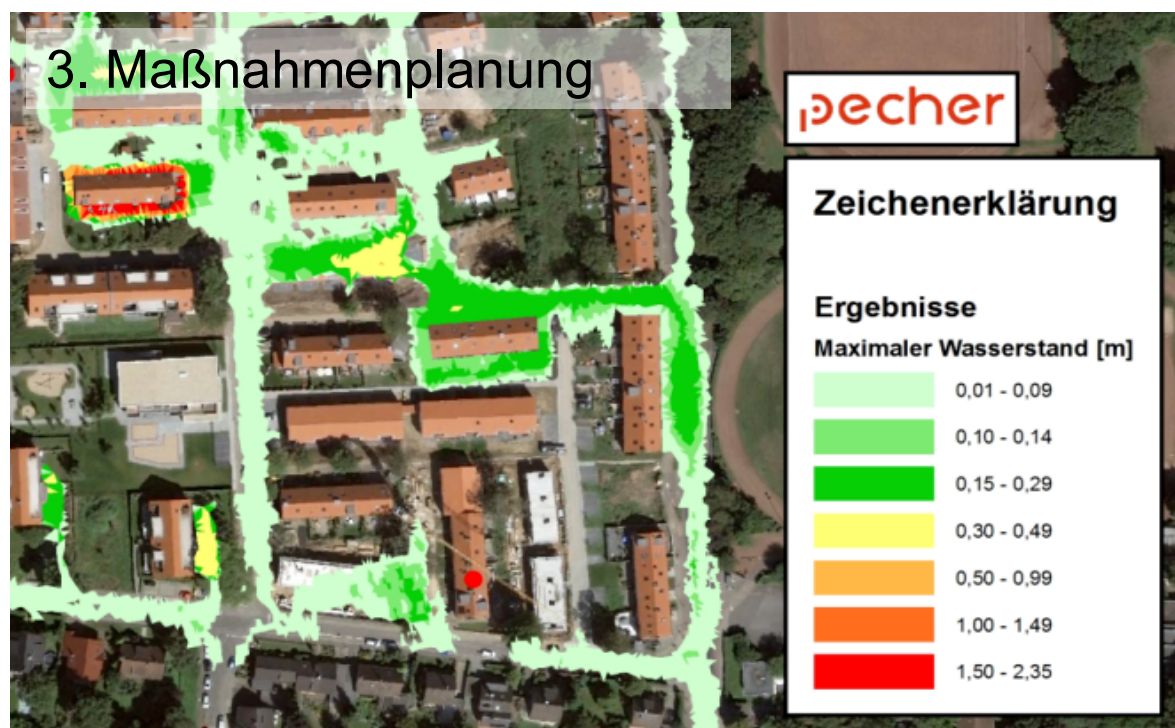 3. Maßnahmenplanung
pecher
Zeichenerklärung
Ergebnisse
Maximaler Wasserstand [m]
0,01 - 0,09
0,10 - 0,14
0,15 - 0,29
0,30 - 0,49
0,50 - 0,99
1,00 - 1,49
1,50 - 2,35